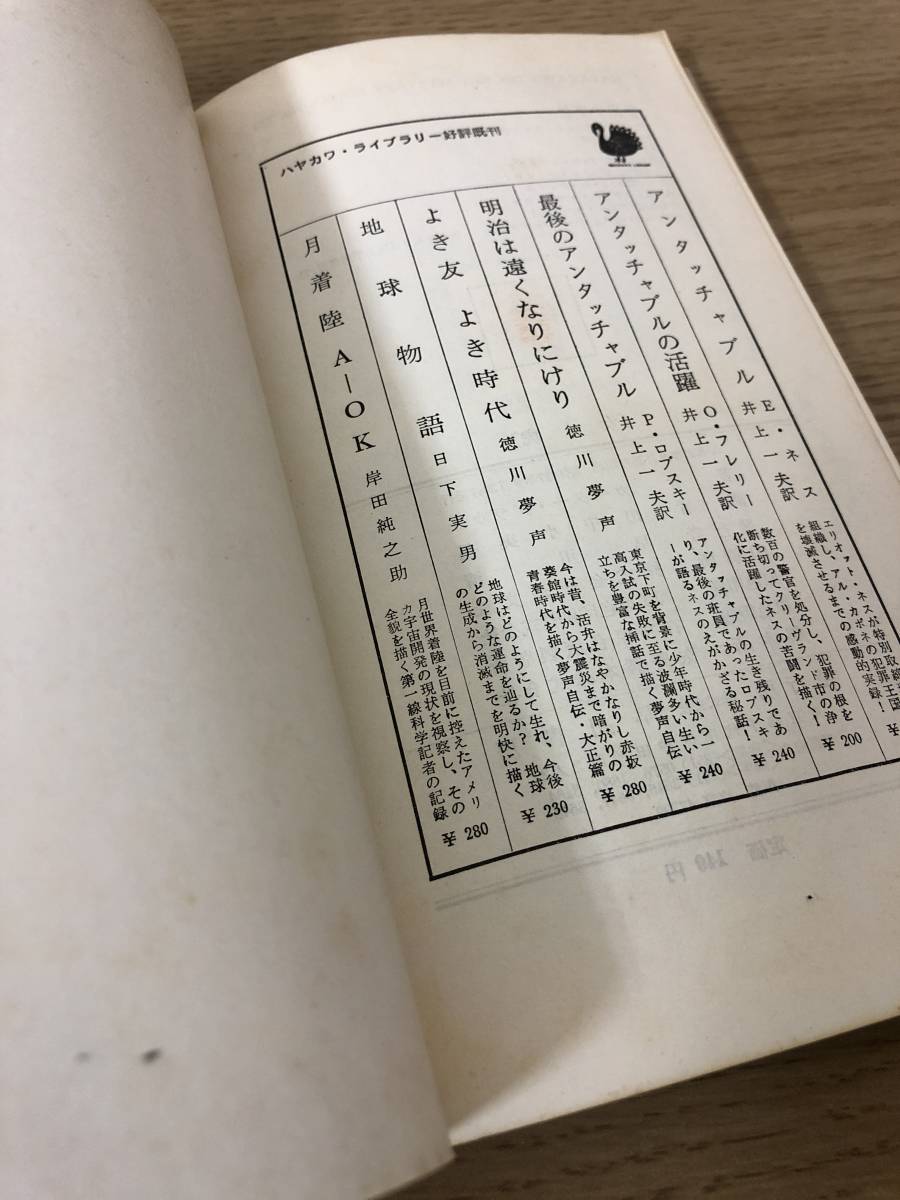 ハヤカワ・ライブラリー好評既刊
アンタッチャブル
E・ネス
井上一夫訳
エリオット・ネスが特別取締
組織し、アル・カポネの犯罪王国
を壊滅させるまでの感動的実録!
¥
アンタッチャブルの活躍
O・フレリー
井上一夫訳
数百の警官を処分し、犯罪の根を
断ち切ってクリーヴランド市の浄
化に活躍したネスの苦闘を描く!
¥ 200
最後のアンタッチャブル
P・ロブスキー
井上一夫訳
アンタッチャブルの生き残りであ
り、最後の班員であったロブスキ
ーが語るネスのえがかざる秘話!
¥ 240
明治は遠くなりにけり
徳川夢声
東京下町を背景に少年時代から一
高入試の失敗に至る波瀾多い生い
立ちを豊富な挿話で描く夢声自伝
¥ 240
よき友 よき時代
徳川夢声
今は昔、活弁はなやかなりし赤坂
葵館時代から大震災まで暗がりの
青春時代を描く夢声自伝・大正篇
¥ 280
地球物語
日下実男
地球はどのようにして生れ、今後
どのような運命を辿るか? 地球
の生成から消滅までを明快に描く
¥ 230
月着陸A-OK
岸田純之助
月世界着陸を目前に控えたアメリ
カ宇宙開発の現状を視察し、その
全貌を描く第一線科学記者の記録
¥ 280
定価 240 円